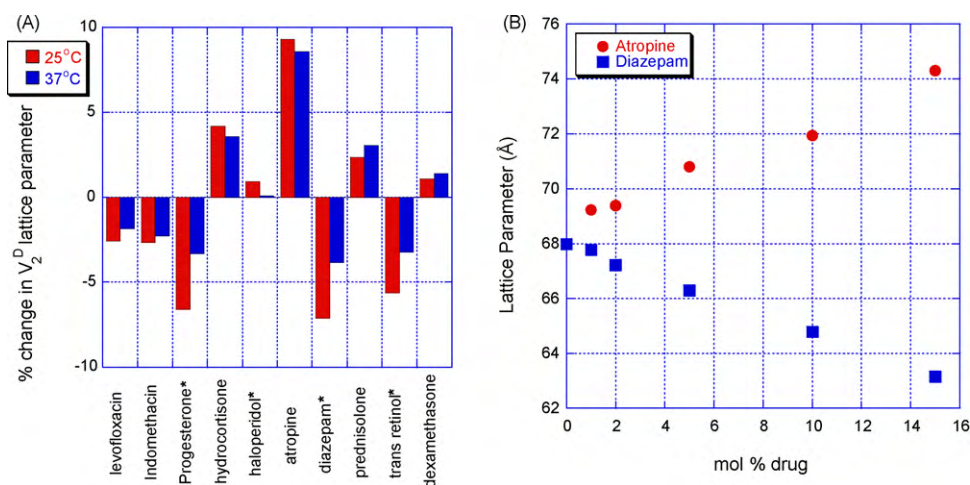 (A)
25°C
37°C
% change in V₂ᴰ lattice parameter
10
5
0
-5
-10
levofloxacin
Indomethacin
Progesterone*
hydrocortisone
haloperidol*
atropine
diazepam*
prednisolone
trans retinol*
dexamethasone
(B)
Atropine
Diazepam
Lattice Parameter (Å)
76
74
72
70
68
66
64
62
0 2 4 6 8 10 12 14 16
mol % drug